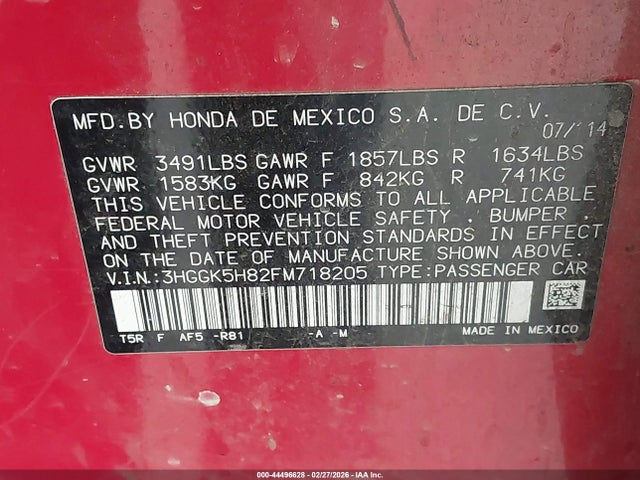 MFD.BY HONDA DE MEXICO S.A. DE C.V.
07/14
GVWR 3491LBS GAWR F 1857LBS R 1634LBS
GVWR 1583KG GAWR F 842KG R 741KG
THIS VEHICLE CONFORMS TO ALL APPLICABLE
FEDERAL MOTOR VEHICLE SAFETY , BUMPER ,
AND THEFT PREVENTION STANDARDS IN EFFECT
ON THE DATE OF MANUFACTURE SHOWN ABOVE.
V.I.N.:3HGGK5H82FM718205 TYPE:PASSENGER CAR
T5R F AF5 -R81 -A -M MADE IN MEXICO
000-44496628 - 02/27/2026 - IAA Inc.